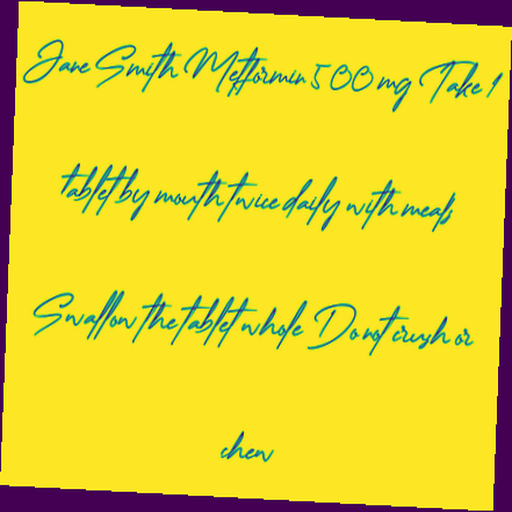 Jane Smith Metformin 500 mg Take 1
tablet by mouth twice daily with meals
Swallow the tablet whole Do not crush or
chew